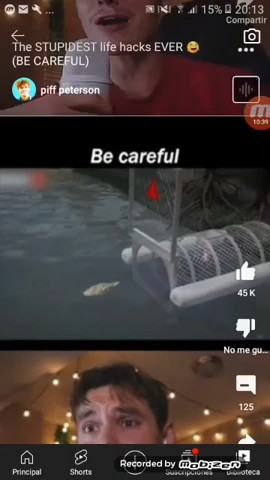 15% 20:13
Compartir
The STUPIDEST life hacks EVER 😅
(BE CAREFUL)
piff peterson
10:39
Be careful
45 K
No me gu...
125
Principal
Shorts
Suscripciones
Biblioteca
Recorded by mobizen